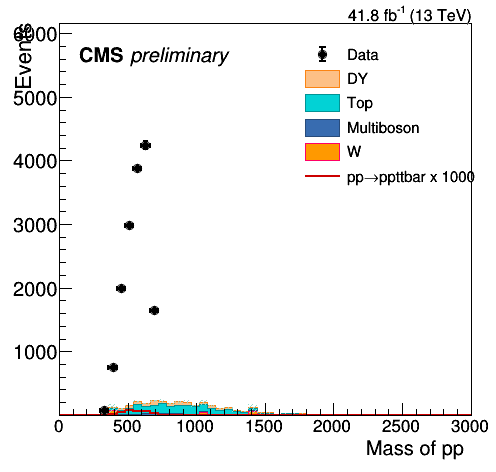 41.8 fb⁻¹ (13 TeV)
Events
CMS preliminary
Data
DY
Top
Multiboson
W
pp→ppttbar x 1000
6000
5000
4000
3000
2000
1000
0 500 1000 1500 2000 2500 3000
Mass of pp